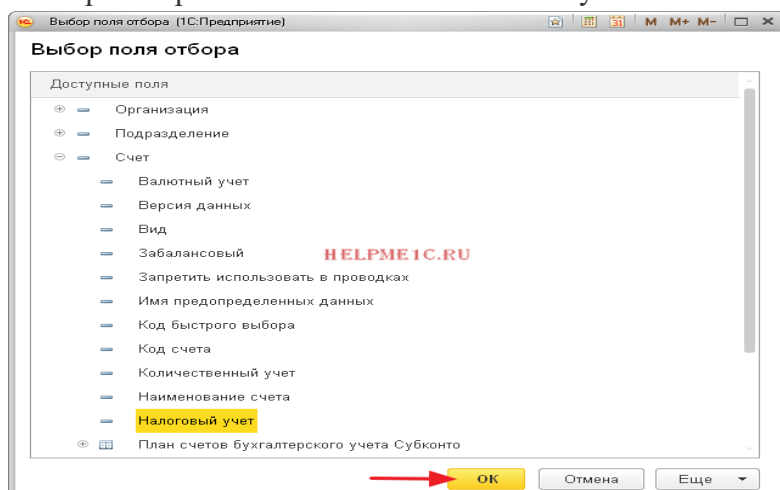 Выбор поля отбора (1С:Предприятие)
M M+ M-
Выбор поля отбора
Доступные поля
Организация
Подразделение
Счет
Валютный учет
Версия данных
Вид
Забалансовый
HELPME1C.RU
Запретить использовать в проводках
Имя предопределенных данных
Код быстрого выбора
Код счета
Количественный учет
Наименование счета
Налоговый учет
План счетов бухгалтерского учета Субконто
ОК Отмена Еще